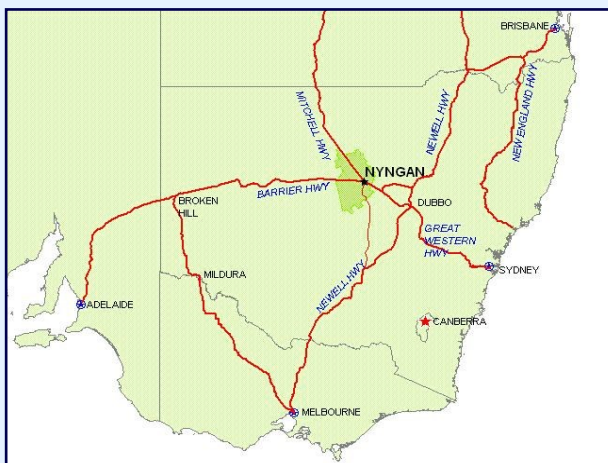 BRISBANE
MITCHELL HWY
NEWELL HWY
NEW ENGLAND HWY
NYNGAN
BARRIER HWY
BROKEN
HILL
DUBBO
GREAT
WESTERN
HWY
SYDNEY
MILDURA
NEWELL HWY
ADELAIDE
CANBERRA
MELBOURNE